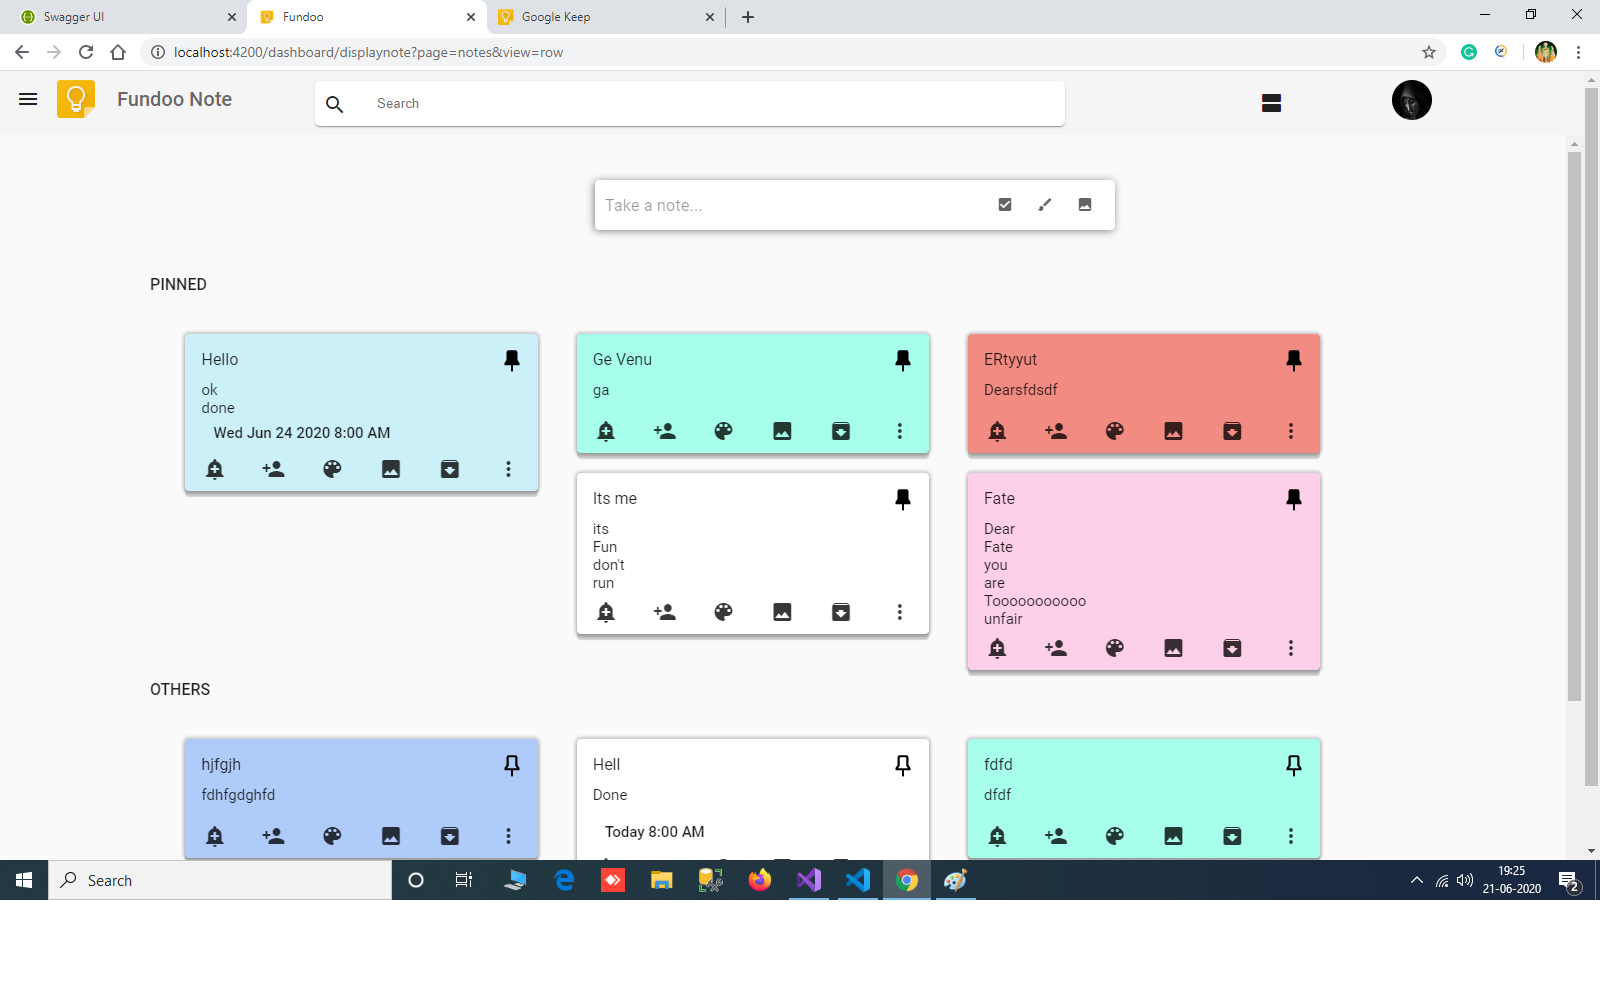 Swagger UI
Fundoo
Google Keep
localhost:4200/dashboard/displaynote?page=notes&view=row
Fundoo Note
Search
Take a note...
PINNED
Hello
ok
done
Wed Jun 24 2020 8:00 AM
Ge Venu
ga
ERtyyut
Dearsfdsdf
Its me
its
Fun
don't
run
Fate
Dear
Fate
you
are
Tooooooooooo
unfair
OTHERS
hjfgjh
fdhfgdghfd
Hell
Done
Today 8:00 AM
fdfd
dfdf
Search
19:25
21-06-2020
2